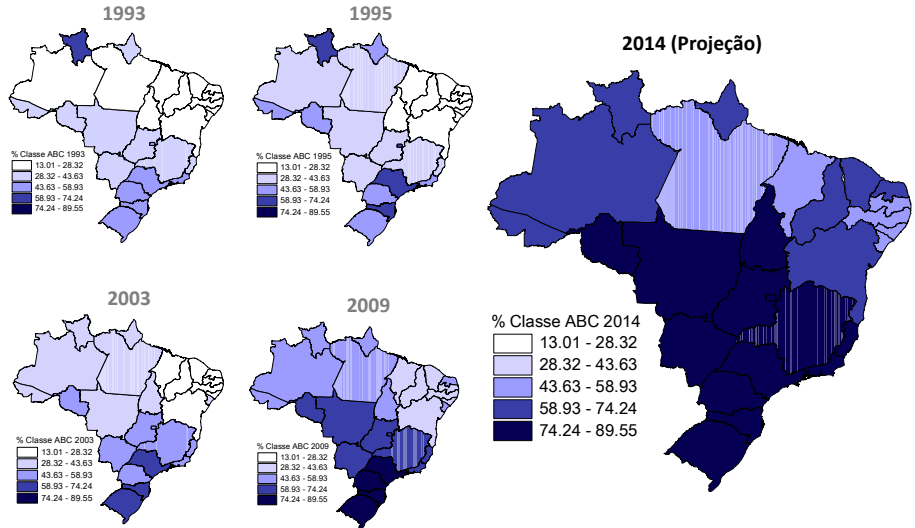 1993
% Classe ABC 1993
13.01 - 28.32
28.32 - 43.63
43.63 - 58.93
58.93 - 74.24
74.24 - 89.55
1995
% Classe ABC 1995
13.01 - 28.32
28.32 - 43.63
43.63 - 58.93
58.93 - 74.24
74.24 - 89.55
2003
% Classe ABC 2003
13.01 - 28.32
28.32 - 43.63
43.63 - 58.93
58.93 - 74.24
74.24 - 89.55
2009
% Classe ABC 2009
13.01 - 28.32
28.32 - 43.63
43.63 - 58.93
58.93 - 74.24
74.24 - 89.55
2014 (Projeção)
% Classe ABC 2014
13.01 - 28.32
28.32 - 43.63
43.63 - 58.93
58.93 - 74.24
74.24 - 89.55